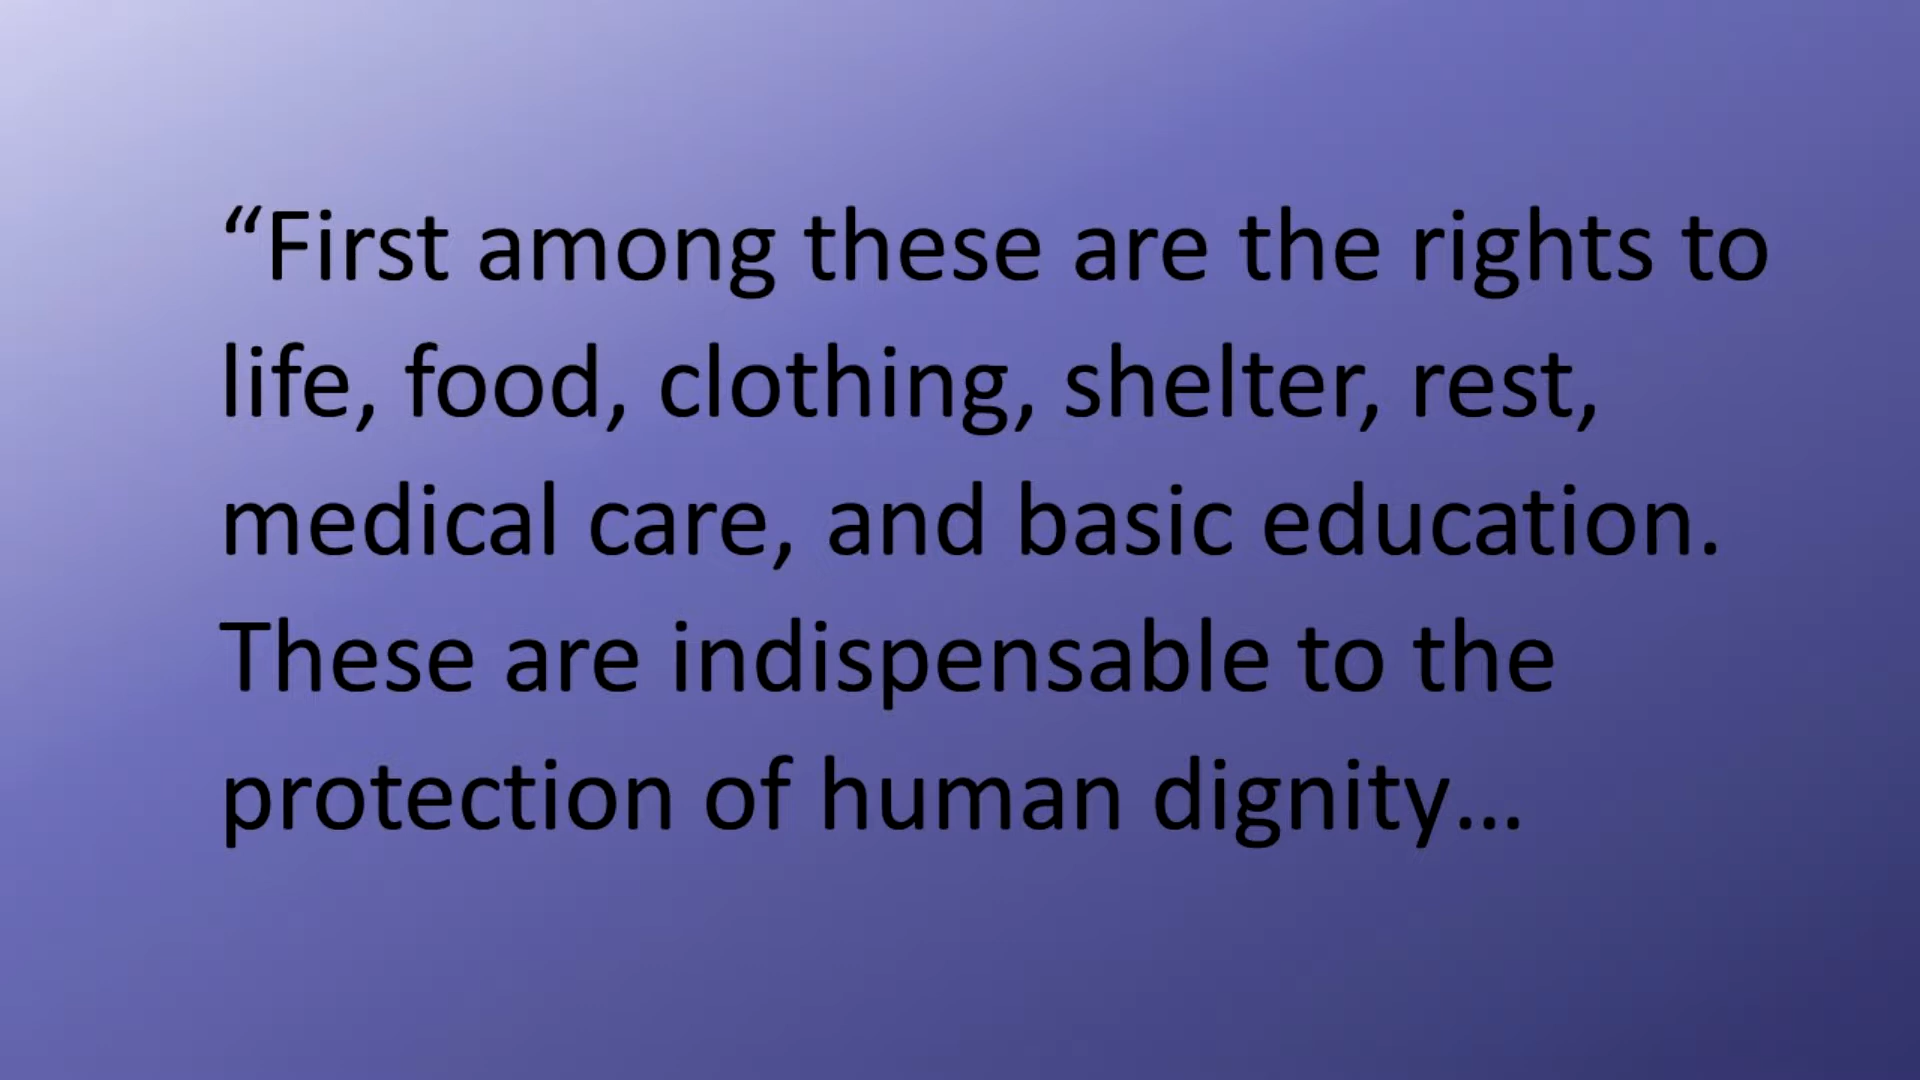 “First among these are the rights to
life, food, clothing, shelter, rest,
medical care, and basic education.
These are indispensable to the
protection of human dignity…